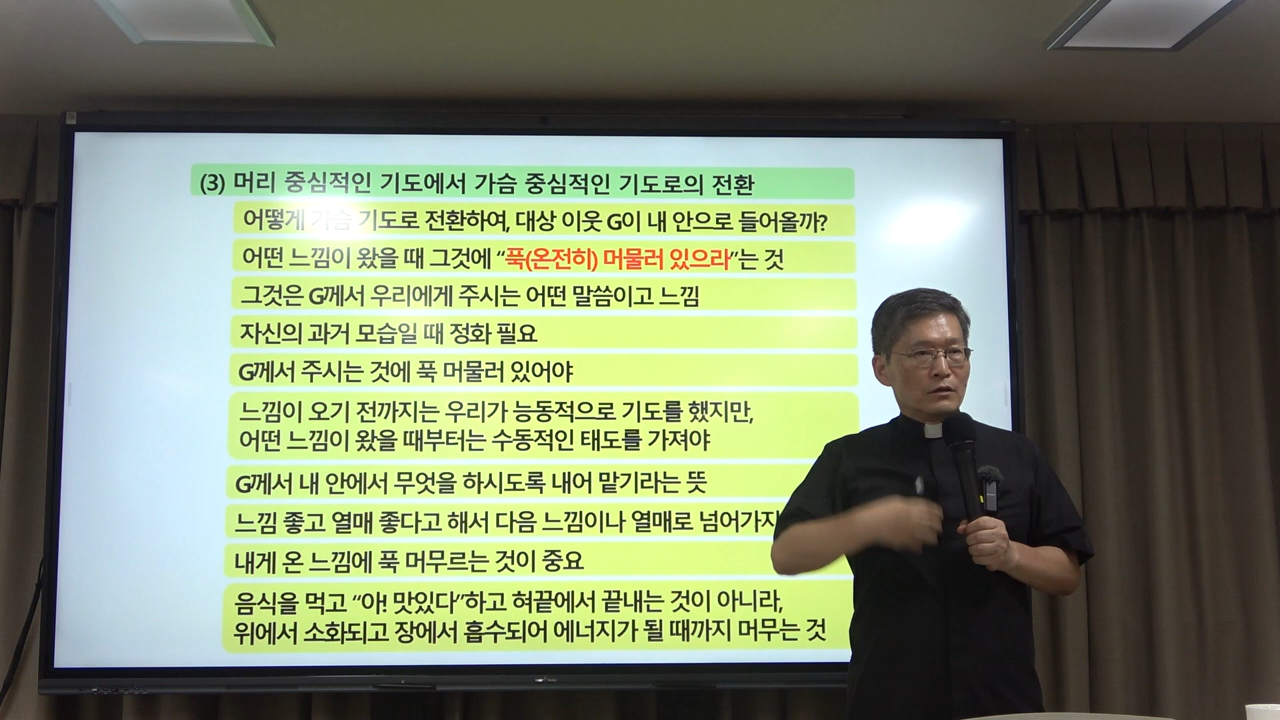 (3) 머리 중심적인 기도에서 가슴 중심적인 기도로의 전환
어떻게 가슴 기도로 전환하여, 대상 이웃 G이 내 안으로 들어올까?
어떤 느낌이 왔을 때 그것에 “푹(온전히) 머물러 있으라”는 것
그것은 G께서 우리에게 주시는 어떤 말씀이고 느낌
자신의 과거 모습일 때 정화 필요
G께서 주시는 것에 푹 머물러 있어야
느낌이 오기 전까지는 우리가 능동적으로 기도를 했지만,
어떤 느낌이 왔을 때부터는 수동적인 태도를 가져야
G께서 내 안에서 무엇을 하시도록 내어 맡기라는 뜻
느낌 좋고 열매 좋다고 해서 다음 느낌이나 열매로 넘어가지
내게 온 느낌에 푹 머무르는 것이 중요
음식을 먹고 “아! 맛있다”하고 혀끝에서 끝내는 것이 아니라,
위에서 소화되고 장에서 흡수되어 에너지가 될 때까지 머무는 것